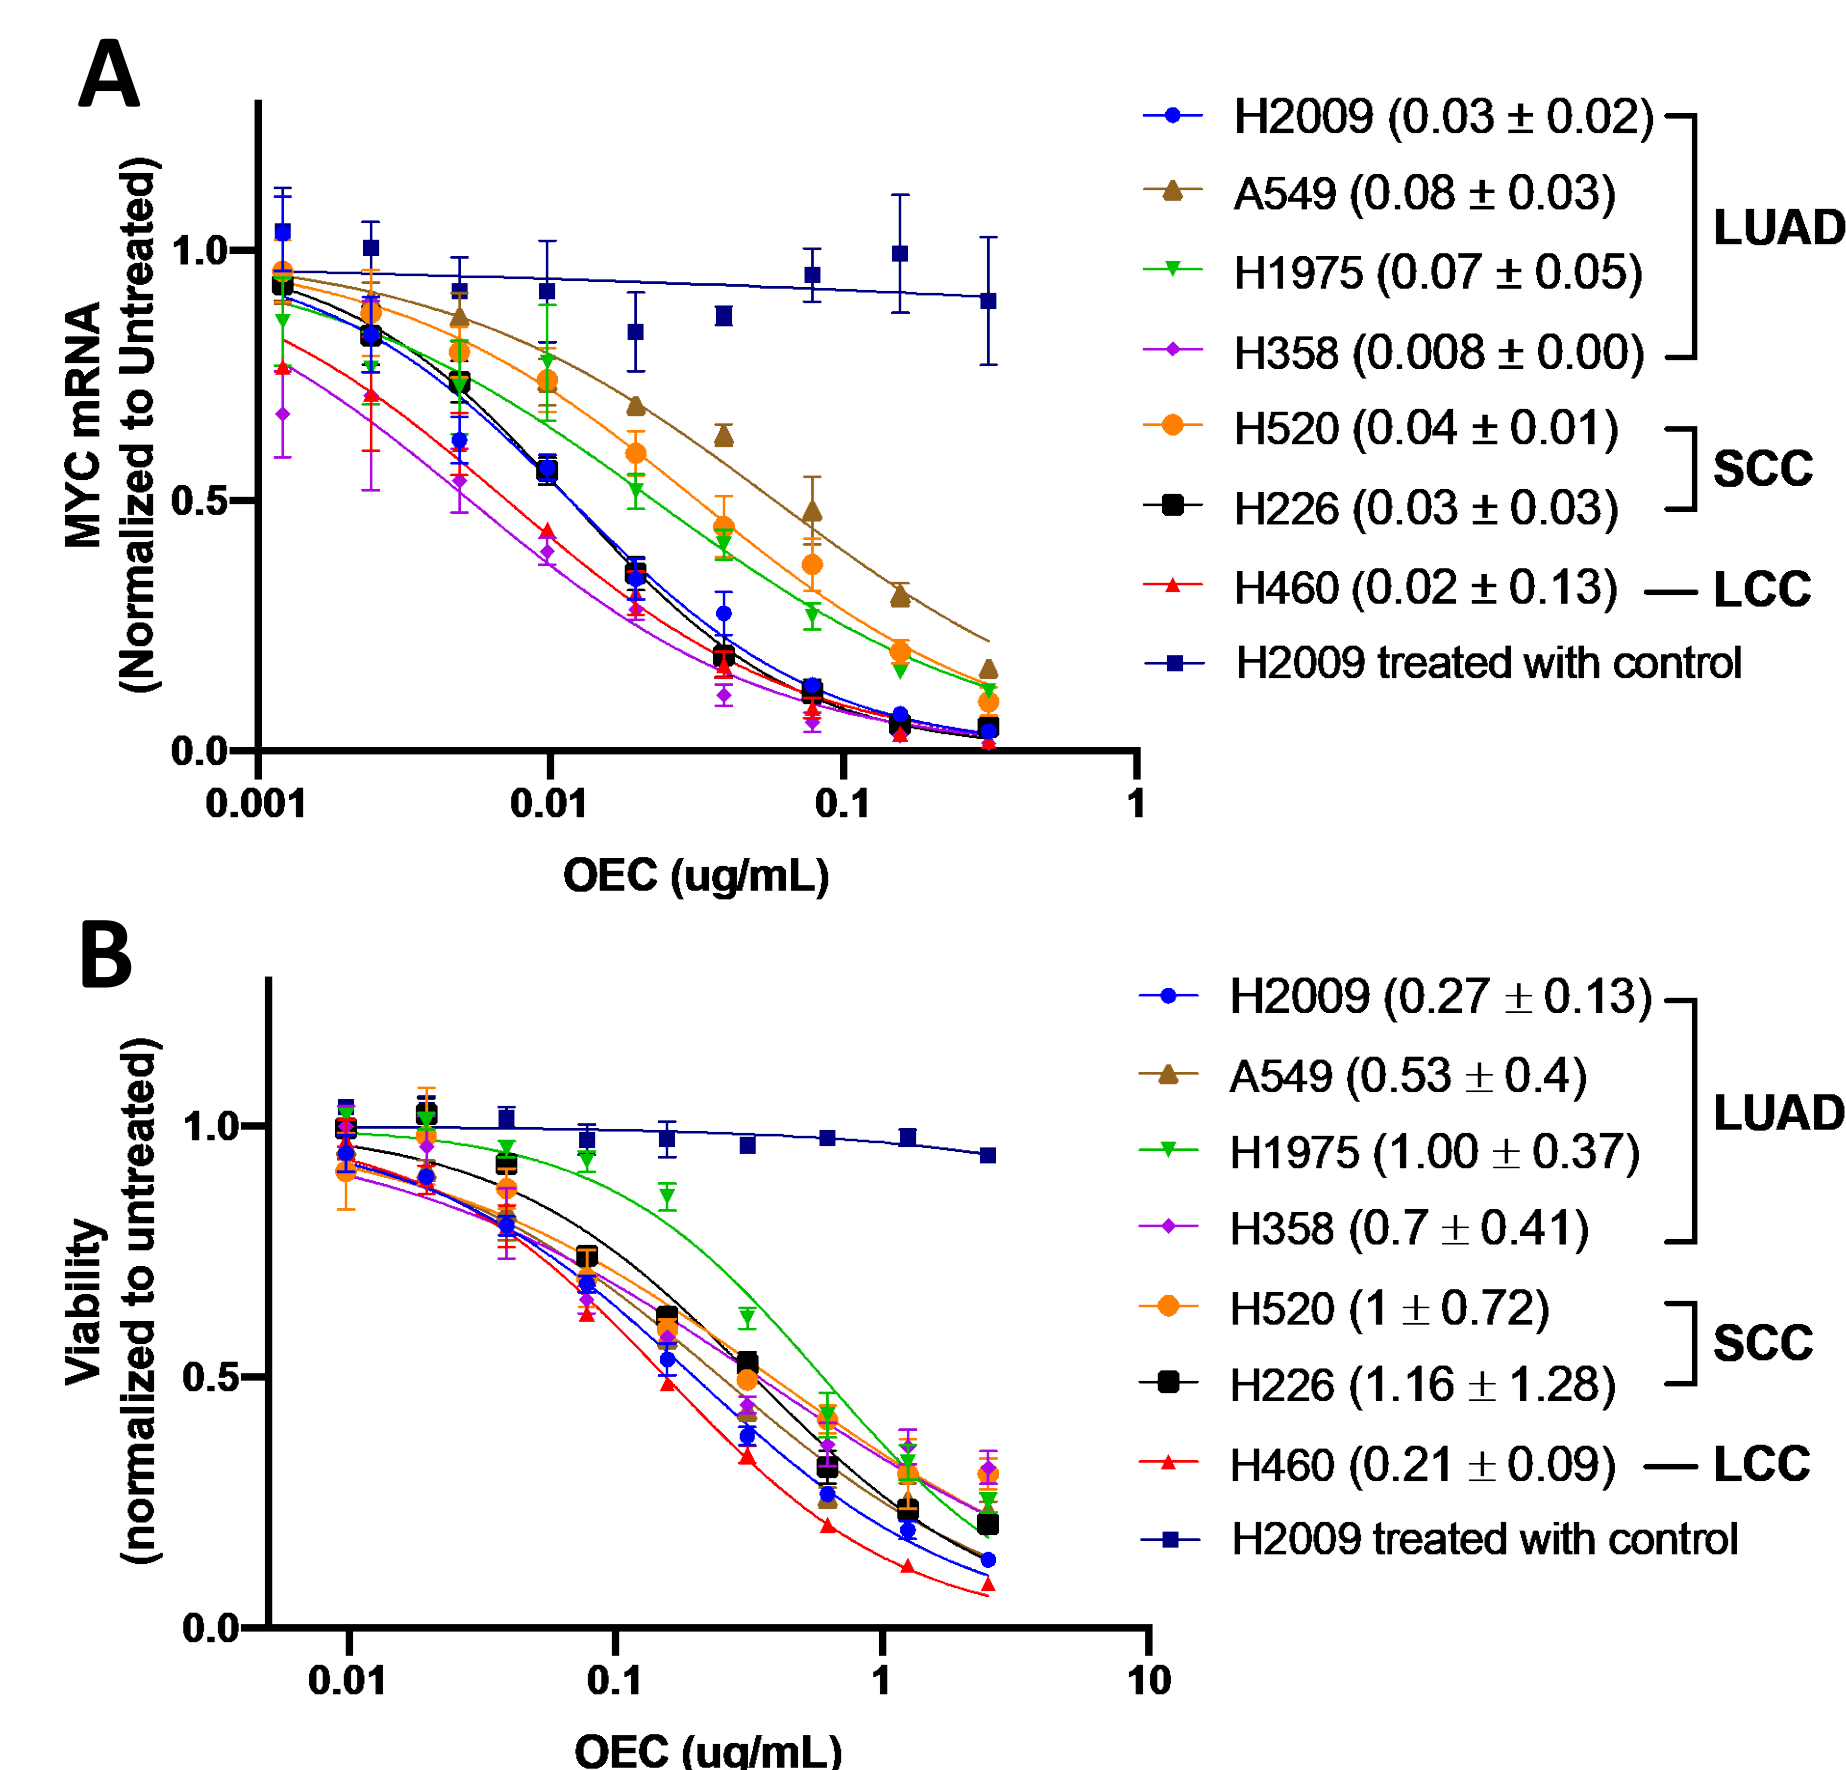 A
MYC mRNA
(Normalized to Untreated)
1.0
0.5
0.0
0.001
0.01
0.1
1
OEC (ug/mL)
H2009 (0.03 ± 0.02)
A549 (0.08 ± 0.03)
H1975 (0.07 ± 0.05)
H358 (0.008 ± 0.00)
H520 (0.04 ± 0.01)
H226 (0.03 ± 0.03)
H460 (0.02 ± 0.13)
H2009 treated with control
LUAD
SCC
LCC
B
Viability
(normalized to untreated)
1.0
0.5
0.0
0.01
0.1
1
10
OEC (ug/mL)
H2009 (0.27 ± 0.13)
A549 (0.53 ± 0.4)
H1975 (1.00 ± 0.37)
H358 (0.7 ± 0.41)
H520 (1 ± 0.72)
H226 (1.16 ± 1.28)
H460 (0.21 ± 0.09)
H2009 treated with control
LUAD
SCC
LCC